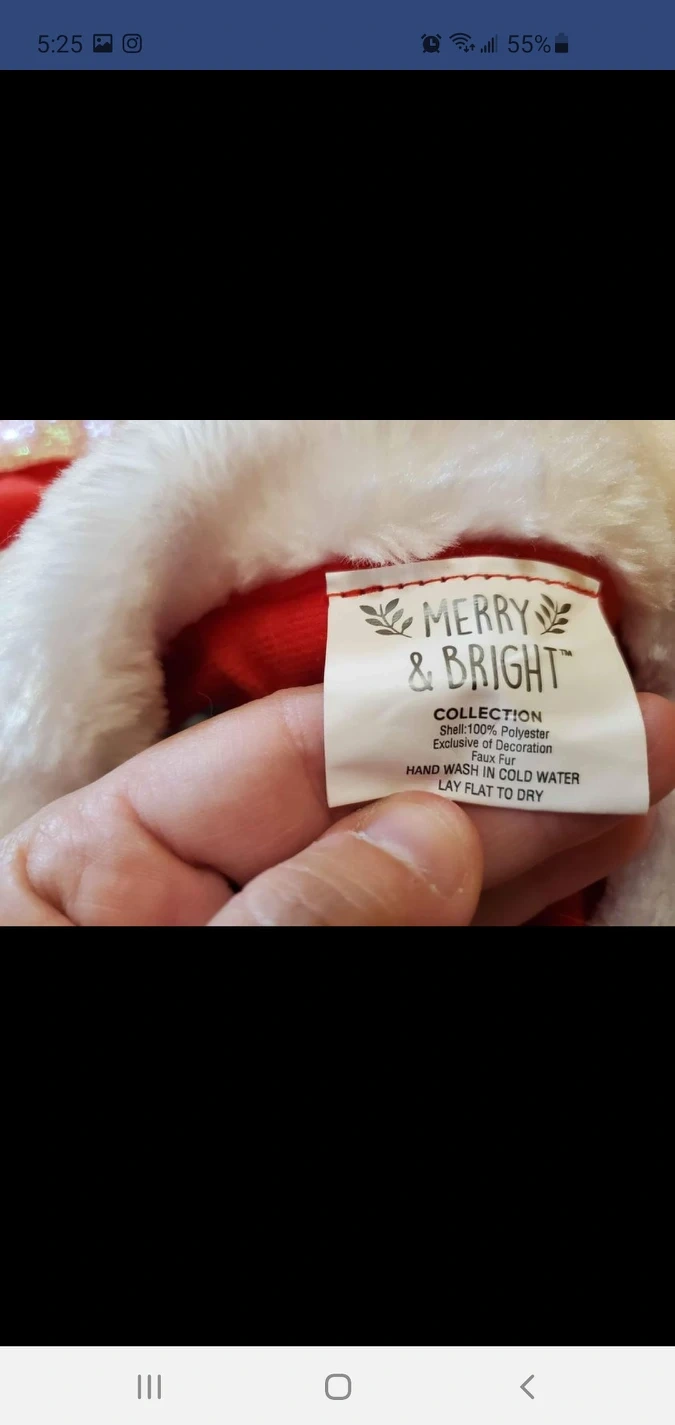 5:25 55%
MERRY
& BRIGHT™
COLLECTION
Shell:100% Polyester
Exclusive of Decoration
Faux Fur
HAND WASH IN COLD WATER
LAY FLAT TO DRY